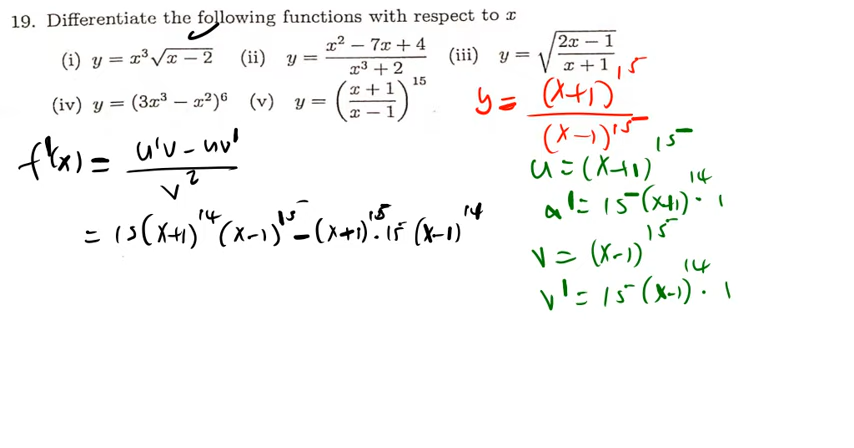 19. Differentiate the following functions with respect to x
(i) y = x³√(x − 2) (ii) y = (x² − 7x + 4)/(x³ + 2) (iii) y = √((2x − 1)/(x + 1))
(iv) y = (3x³ − x²)⁶ (v) y = ((x + 1)/(x − 1))¹⁵
y = (x+1)¹⁵/(x−1)¹⁵
f'(x) = (u'v − uv')/v²
= 15(x+1)¹⁴(x−1)¹⁵ − (x+1)¹⁵ · 15(x−1)¹⁴
u = (x+1)¹⁵
u' = 15(x+1)¹⁴ · 1
v = (x−1)¹⁵
v' = 15(x−1)¹⁴ · 1